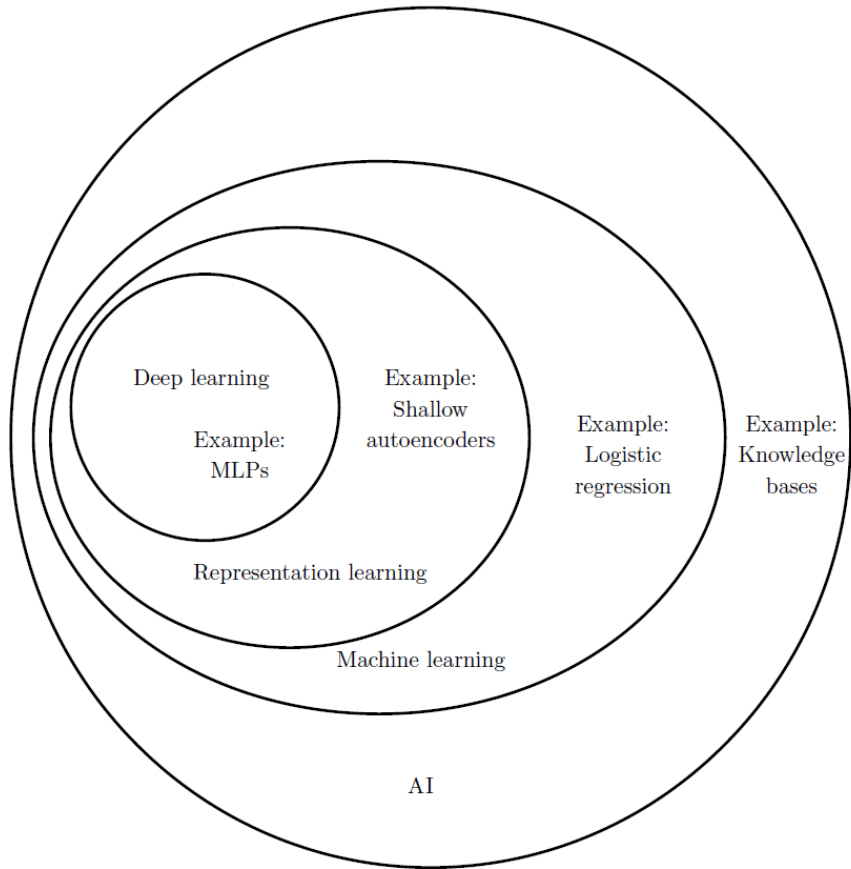 Deep learning
Example:
MLPs
Example:
Shallow
autoencoders
Example:
Logistic
regression
Example:
Knowledge
bases
Representation learning
Machine learning
AI